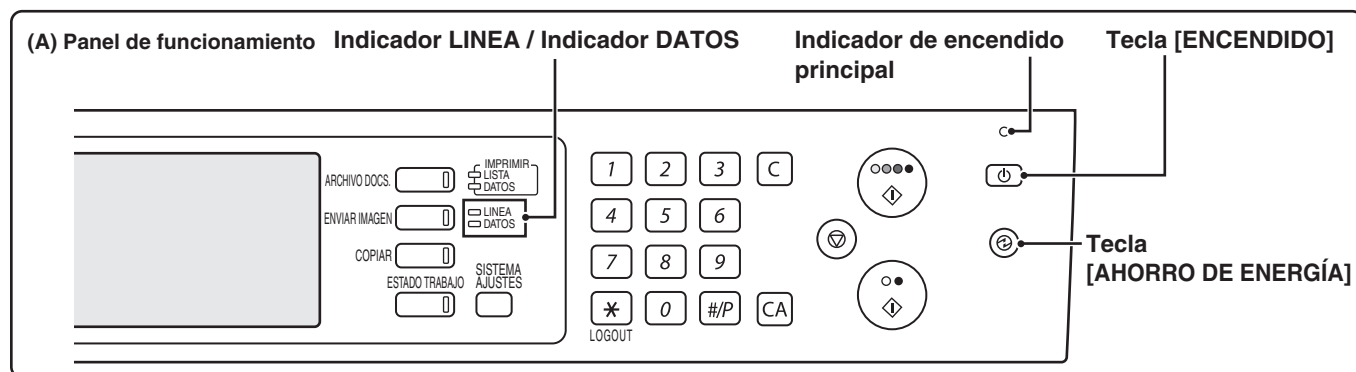 (A) Panel de funcionamiento
Indicador LINEA / Indicador DATOS
Indicador de encendido
principal
Tecla [ENCENDIDO]
ARCHIVO DOCS.
IMPRIMIR
LISTA
DATOS
ENVIAR IMAGEN
LINEA
DATOS
COPIAR
ESTADO TRABAJO
SISTEMA
AJUSTES
1 2 3 C
4 5 6
7 8 9
* 0 #/P CA
LOGOUT
Tecla
[AHORRO DE ENERGÍA]